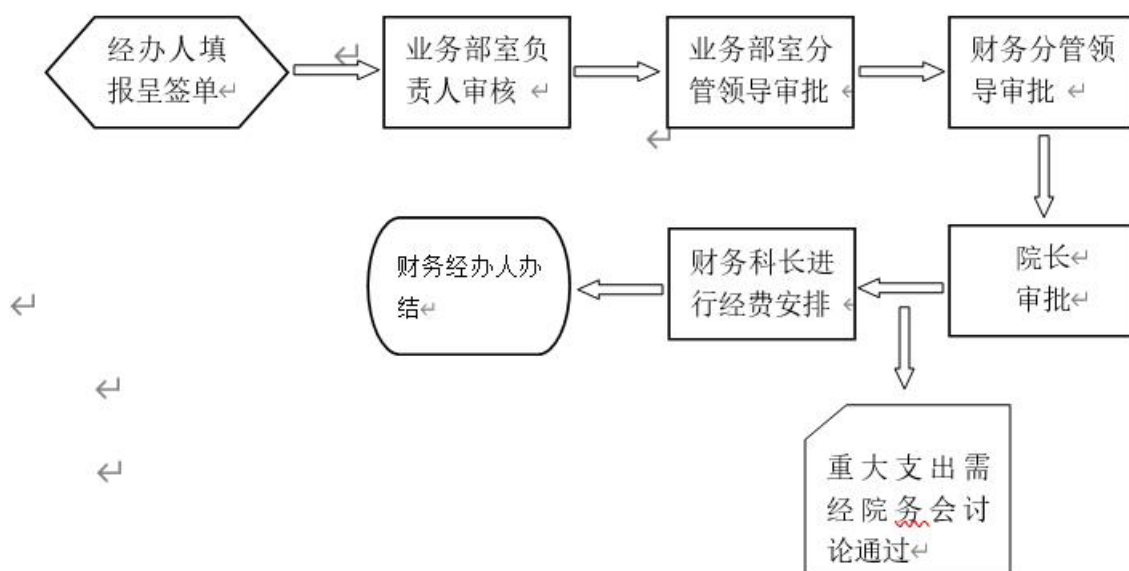 经办人填
报呈签单
业务部室负
责人审核
业务部室分
管领导审批
财务分管领
导审批
院长
审批
财务科长进
行经费安排
财务经办人办
结
重大支出需
经院务会讨
论通过